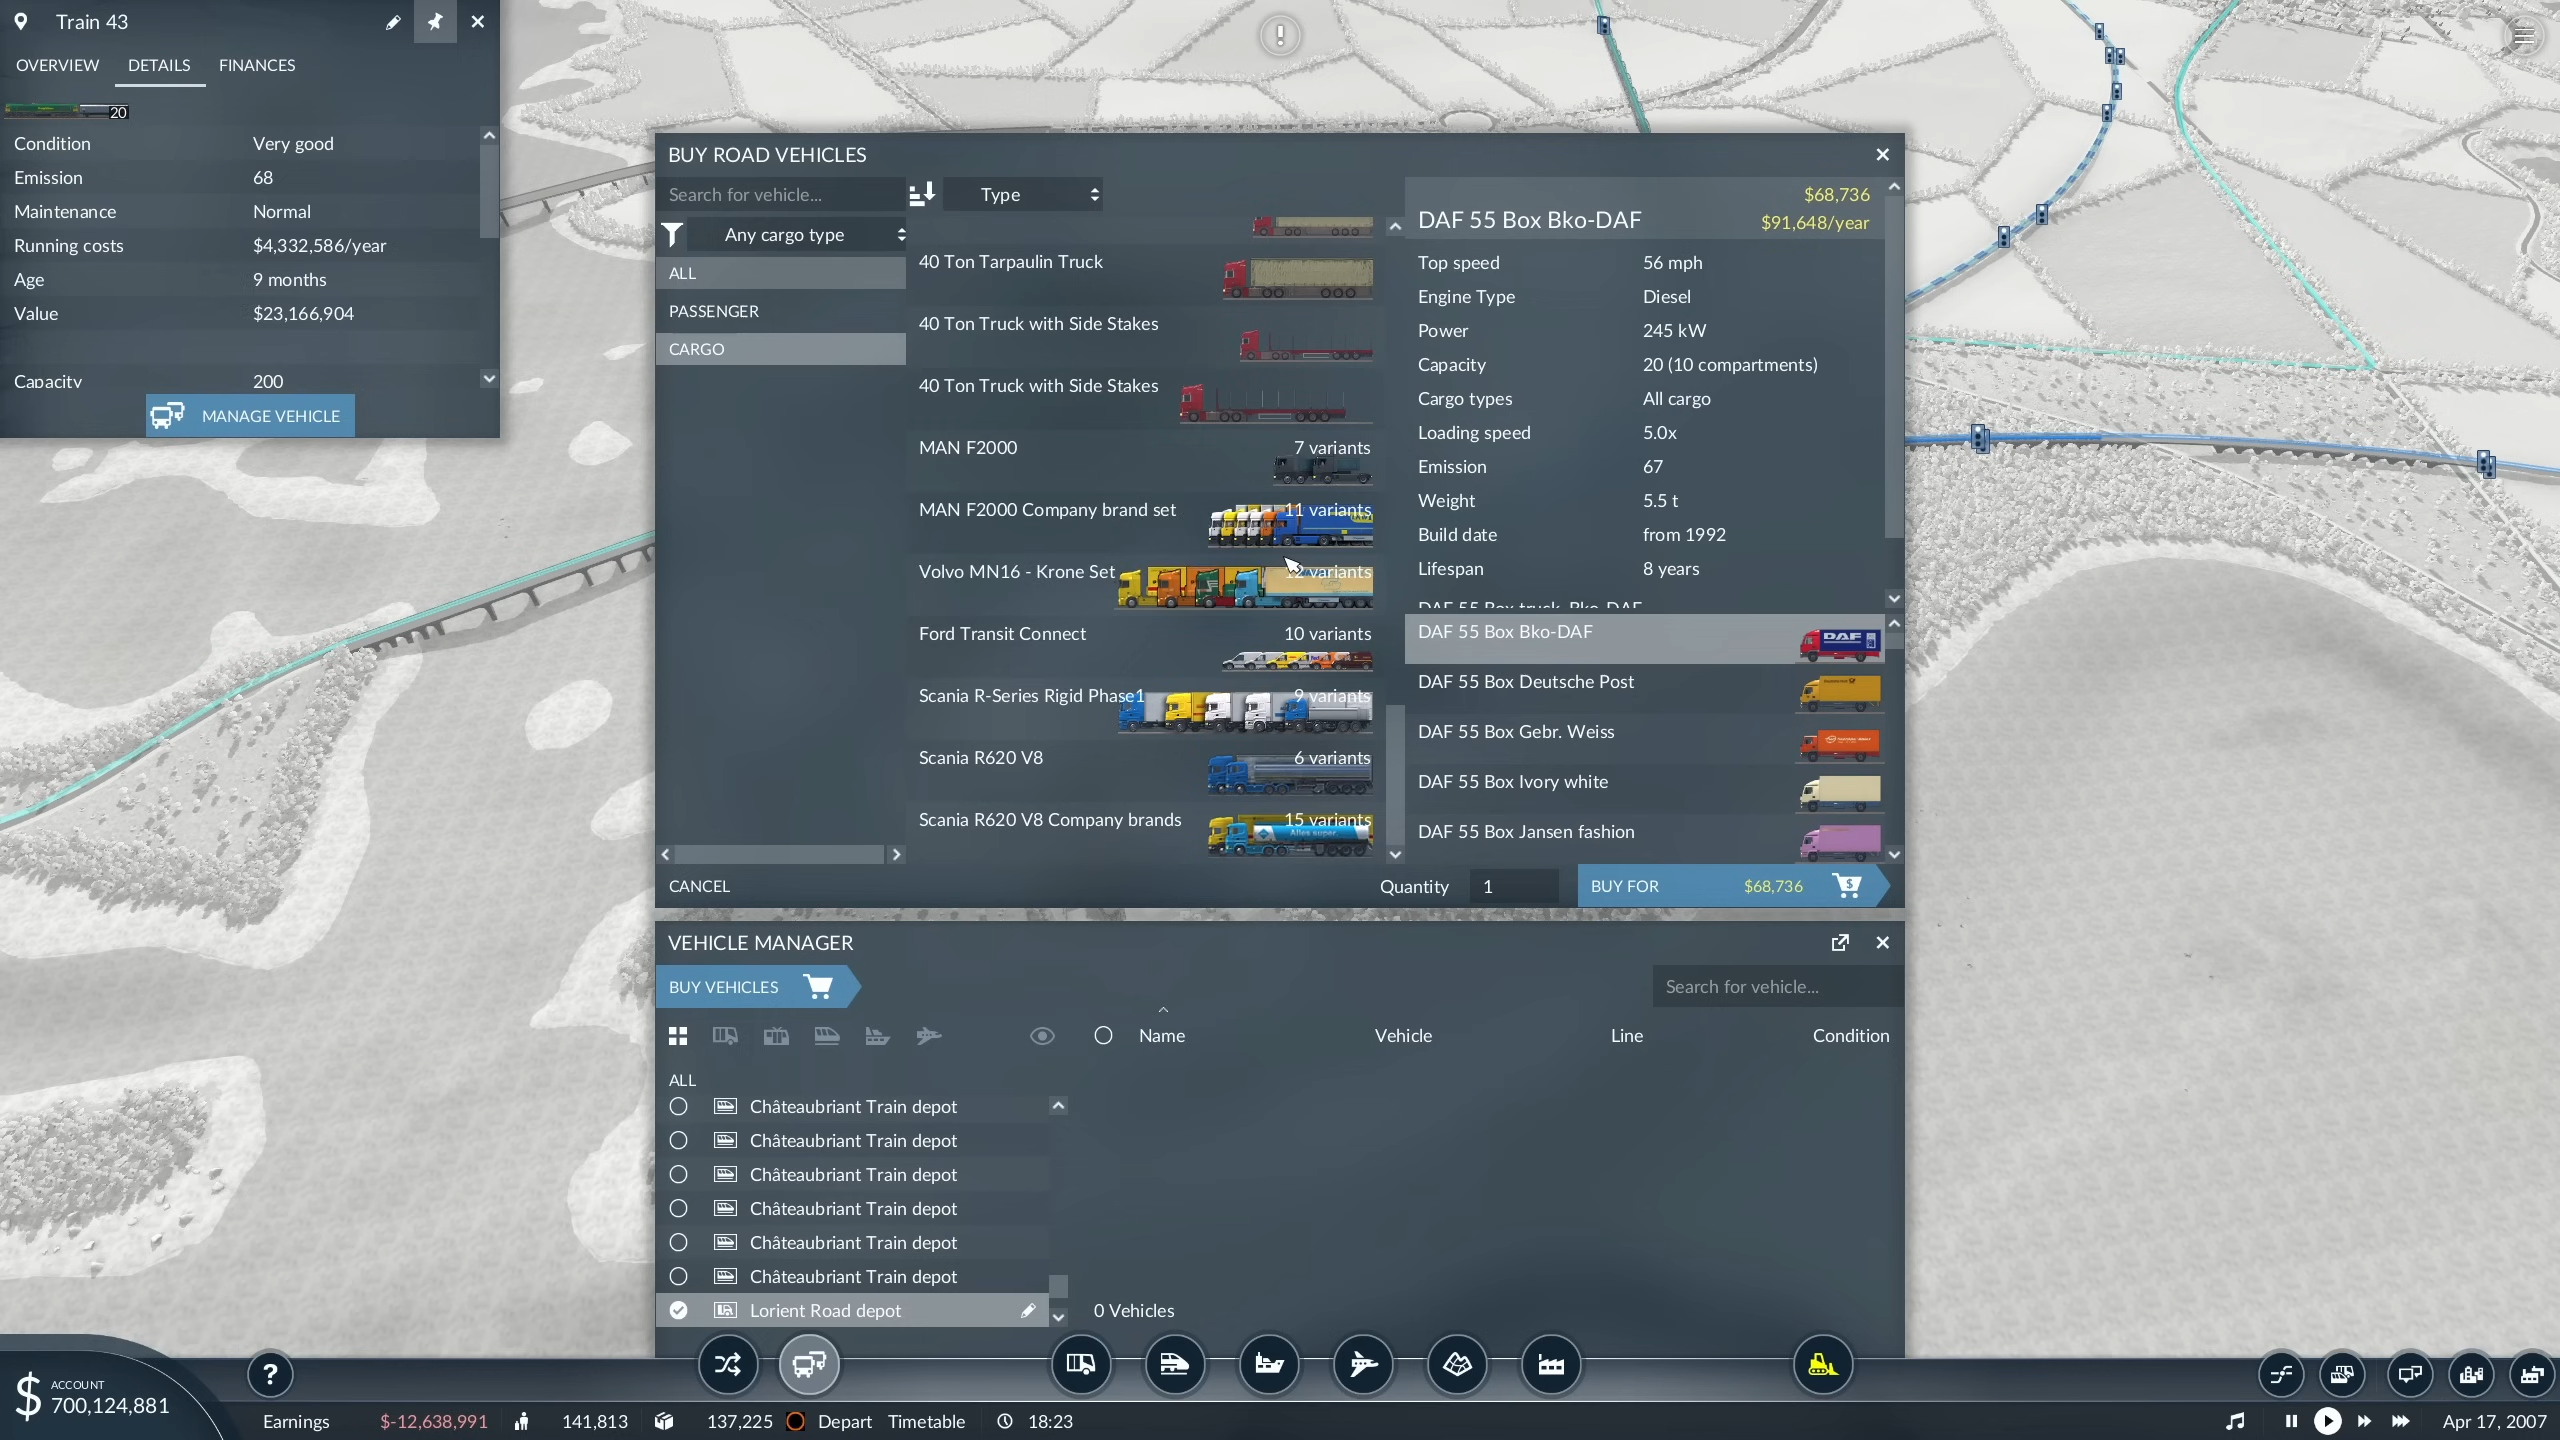 Train 43
OVERVIEW DETAILS FINANCES
20
Condition Very good
Emission 68
Maintenance Normal
Running costs $4,332,586/year
Age 9 months
Value $23,166,904
Capacity 200
MANAGE VEHICLE
BUY ROAD VEHICLES
Search for vehicle...
Type
Any cargo type
ALL
PASSENGER
CARGO
40 Ton Tarpaulin Truck
40 Ton Truck with Side Stakes
40 Ton Truck with Side Stakes
MAN F2000 7 variants
MAN F2000 Company brand set 11 variants
Volvo MN16 - Krone Set 12 variants
Ford Transit Connect 10 variants
Scania R-Series Rigid Phase1 9 variants
Scania R620 V8 6 variants
Scania R620 V8 Company brands 15 variants
Alles super.
$68,736
DAF 55 Box Bko-DAF $91,648/year
Top speed 56 mph
Engine Type Diesel
Power 245 kW
Capacity 20 (10 compartments)
Cargo types All cargo
Loading speed 5.0x
Emission 67
Weight 5.5 t
Build date from 1992
Lifespan 8 years
DAF 55 Box truck, Bko-DAF
DAF 55 Box Bko-DAF
DAF
DAF 55 Box Deutsche Post
DAF 55 Box Gebr. Weiss
DAF 55 Box Ivory white
DAF 55 Box Jansen fashion
CANCEL
Quantity 1
BUY FOR $68,736
VEHICLE MANAGER
BUY VEHICLES
Search for vehicle...
Name Vehicle Line Condition
ALL
Châteaubriant Train depot
Châteaubriant Train depot
Châteaubriant Train depot
Châteaubriant Train depot
Châteaubriant Train depot
Châteaubriant Train depot
Lorient Road depot
0 Vehicles
?
$ ACCOUNT
700,124,881
Earnings $-12,638,991 141,813 137,225 Depart Timetable 18:23
Apr 17, 2007